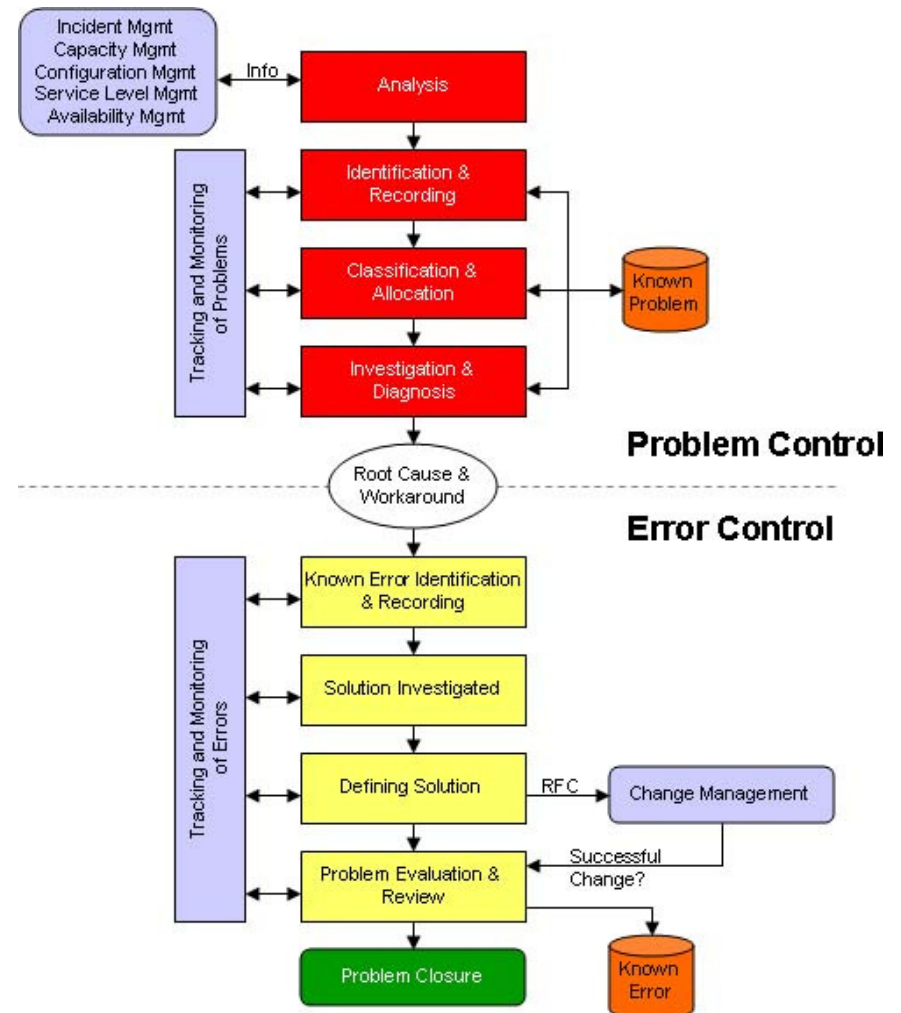 Incident Mgmt
Capacity Mgmt
Configuration Mgmt
Service Level Mgmt
Availability Mgmt
Info
Analysis
Tracking and Monitoring
of Problems
Identification &
Recording
Classification &
Allocation
Known
Problem
Investigation &
Diagnosis
Problem Control
Root Cause &
Workaround
Error Control
Tracking and Monitoring
of Errors
Known Error Identification
& Recording
Solution Investigated
Defining Solution
RFC
Change Management
Successful
Change?
Problem Evaluation &
Review
Problem Closure
Known
Error